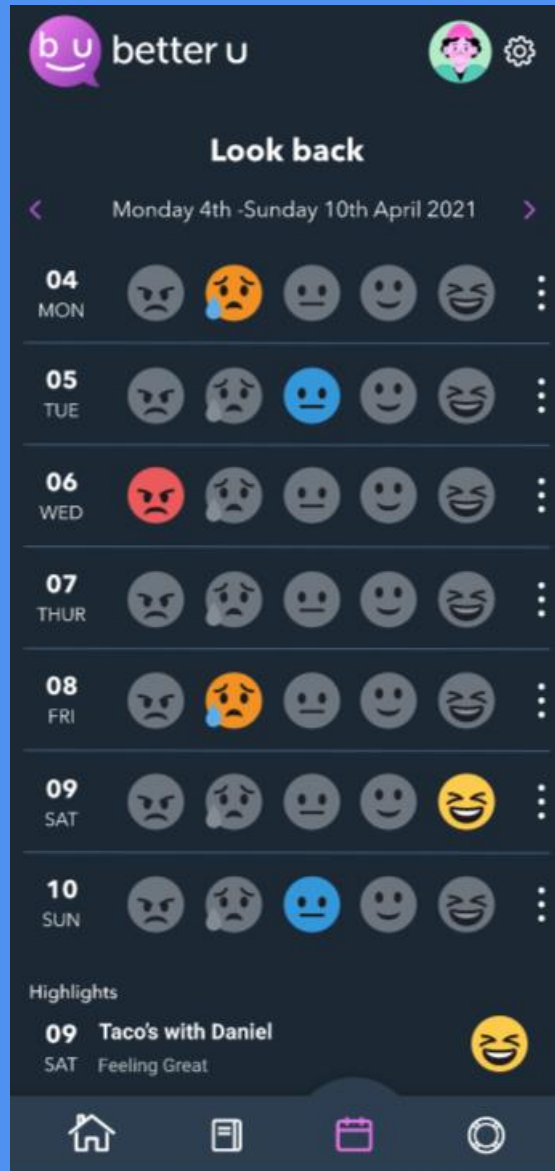 b u better u
Look back
Monday 4th -Sunday 10th April 2021
04
MON
05
TUE
06
WED
07
THUR
08
FRI
09
SAT
10
SUN
Highlights
09 Taco's with Daniel
SAT Feeling Great